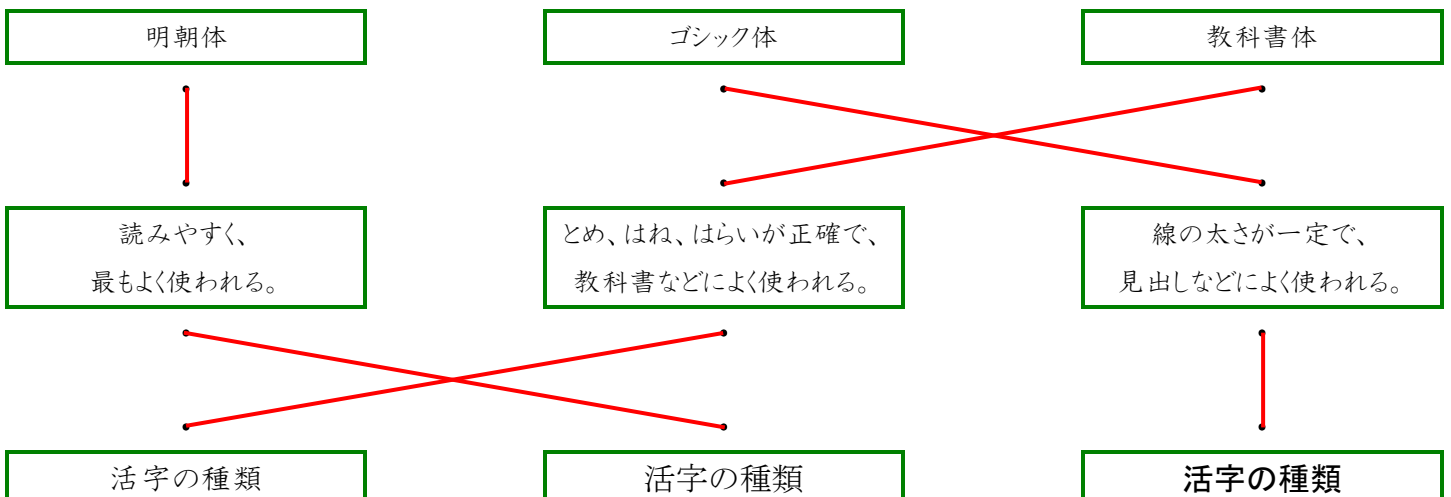 明朝体
ゴシック体
教科書体
読みやすく、
最もよく使われる。
とめ、はね、はらいが正確で、
教科書などによく使われる。
線の太さが一定で、
見出しなどによく使われる。
活字の種類
活字の種類
活字の種類